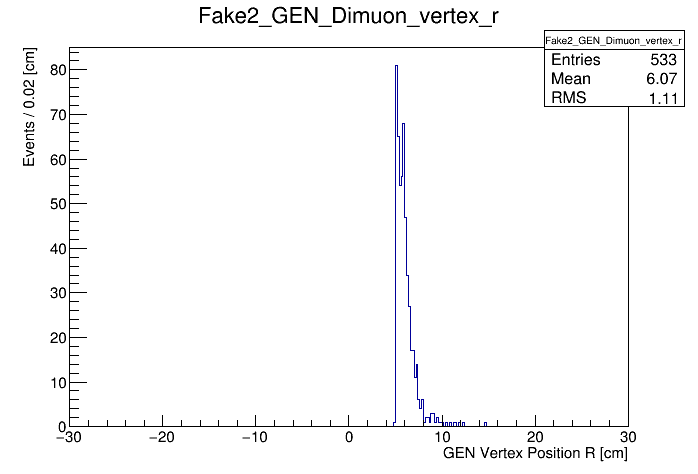 Fake2_GEN_Dimuon_vertex_r
Fake2_GEN_Dimuon_vertex_r
Entries 533
Mean 6.07
RMS 1.11
Events / 0.02 [cm]
80
70
60
50
40
30
20
10
0
−30 −20 −10 0 10 20 30
GEN Vertex Position R [cm]